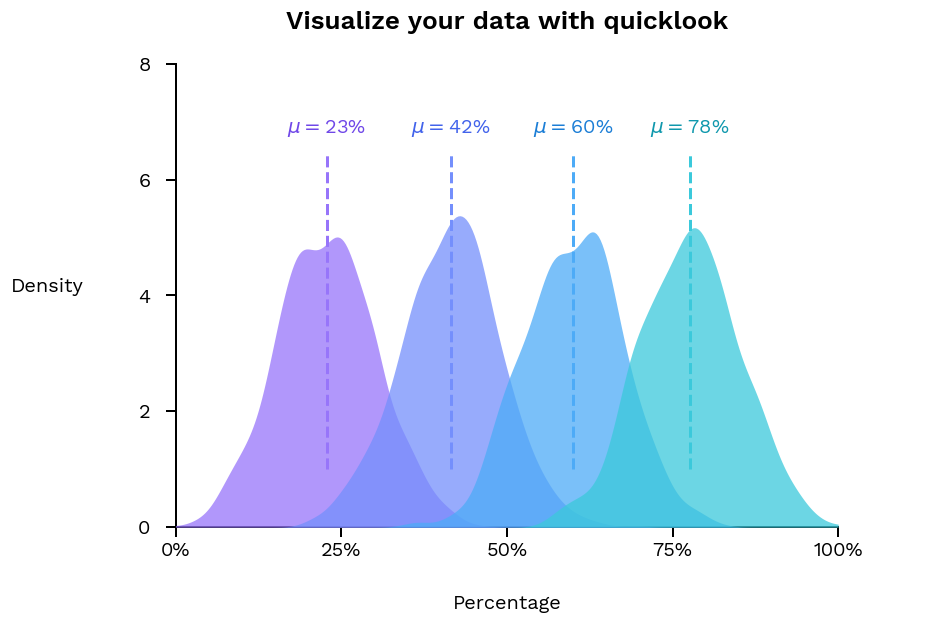 Visualize your data with quicklook
8
μ = 23% μ = 42% μ = 60% μ = 78%
6
Density
4
2
0
0% 25% 50% 75% 100%
Percentage